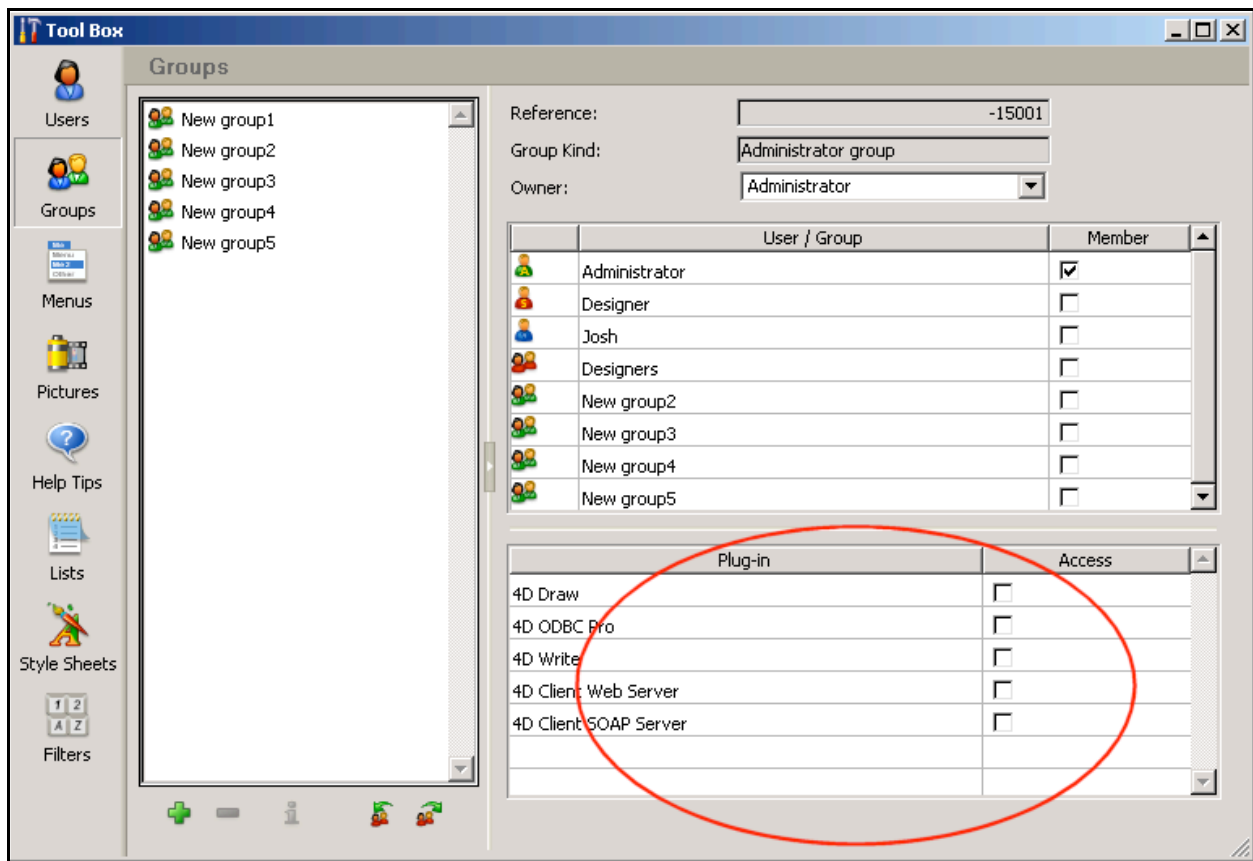 Tool Box
Groups
Users
Groups
Menus
Pictures
Help Tips
Lists
Style Sheets
Filters
New group1
New group2
New group3
New group4
New group5
Reference: -15001
Group Kind: Administrator group
Owner: Administrator
User / Group Member
Administrator
Designer
Josh
Designers
New group2
New group3
New group4
New group5
Plug-in Access
4D Draw
4D ODBC Pro
4D Write
4D Client Web Server
4D Client SOAP Server